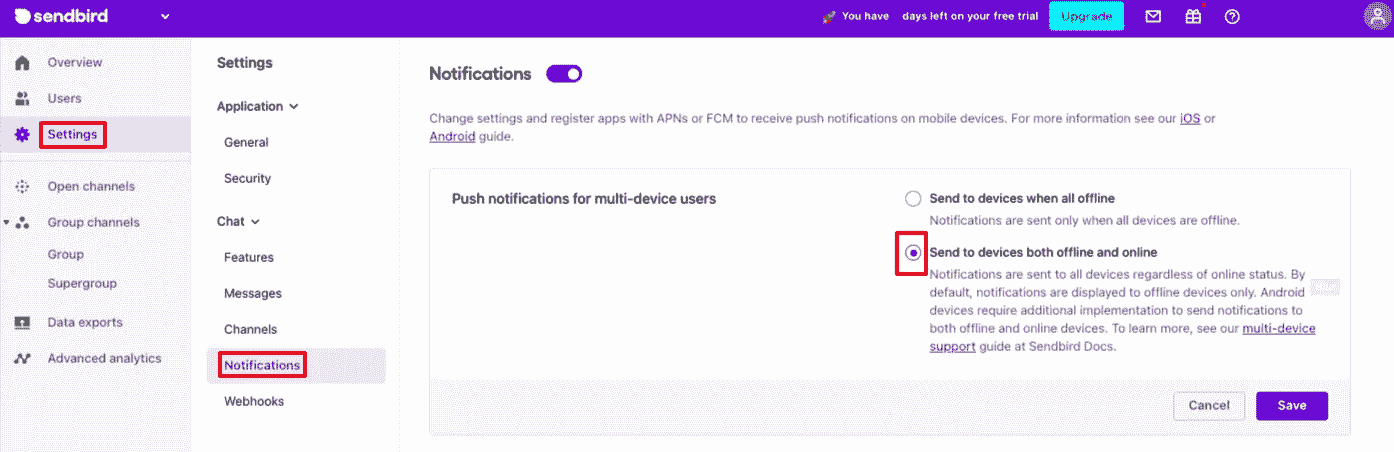 sendbird
You have days left on your free trial
Upgrade
Overview
Users
Settings
Open channels
Group channels
Group
Supergroup
Data exports
Advanced analytics
Settings
Application
General
Security
Chat
Features
Messages
Channels
Notifications
Webhooks
Notifications
Change settings and register apps with APNs or FCM to receive push notifications on mobile devices. For more information see our iOS or
Android guide.
Push notifications for multi-device users
Send to devices when all offline
Notifications are sent only when all devices are offline.
Send to devices both offline and online
Notifications are sent to all devices regardless of online status. By
default, notifications are displayed to offline devices only. Android
devices require additional implementation to send notifications to
both offline and online devices. To learn more, see our multi-device
support guide at Sendbird Docs.
Cancel
Save